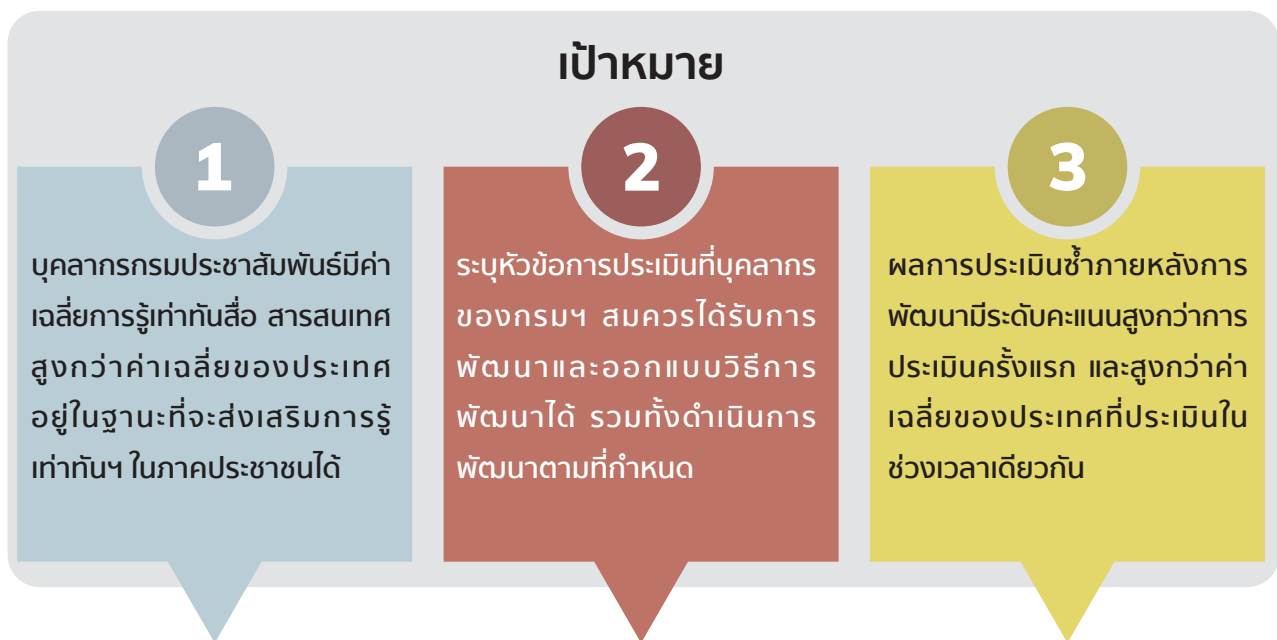 เป้าหมาย
1
บุคลากรกรมประชาสัมพันธ์มีค่า
เฉลี่ยการรู้เท่าทันสื่อ สารสนเทศ
สูงกว่าค่าเฉลี่ยของประเทศ
อยู่ในฐานะที่จะส่งเสริมการรู้
เท่าทันฯ ในภาคประชาชนได้
2
ระบุหัวข้อการประเมินที่บุคลากร
ของกรมฯ สมควรได้รับการ
พัฒนาและออกแบบวิธีการ
พัฒนาได้ รวมทั้งดำเนินการ
พัฒนาตามที่กำหนด
3
ผลการประเมินซ้ำภายหลังการ
พัฒนามีระดับคะแนนสูงกว่าการ
ประเมินครั้งแรก และสูงกว่าค่า
เฉลี่ยของประเทศที่ประเมินใน
ช่วงเวลาเดียวกัน